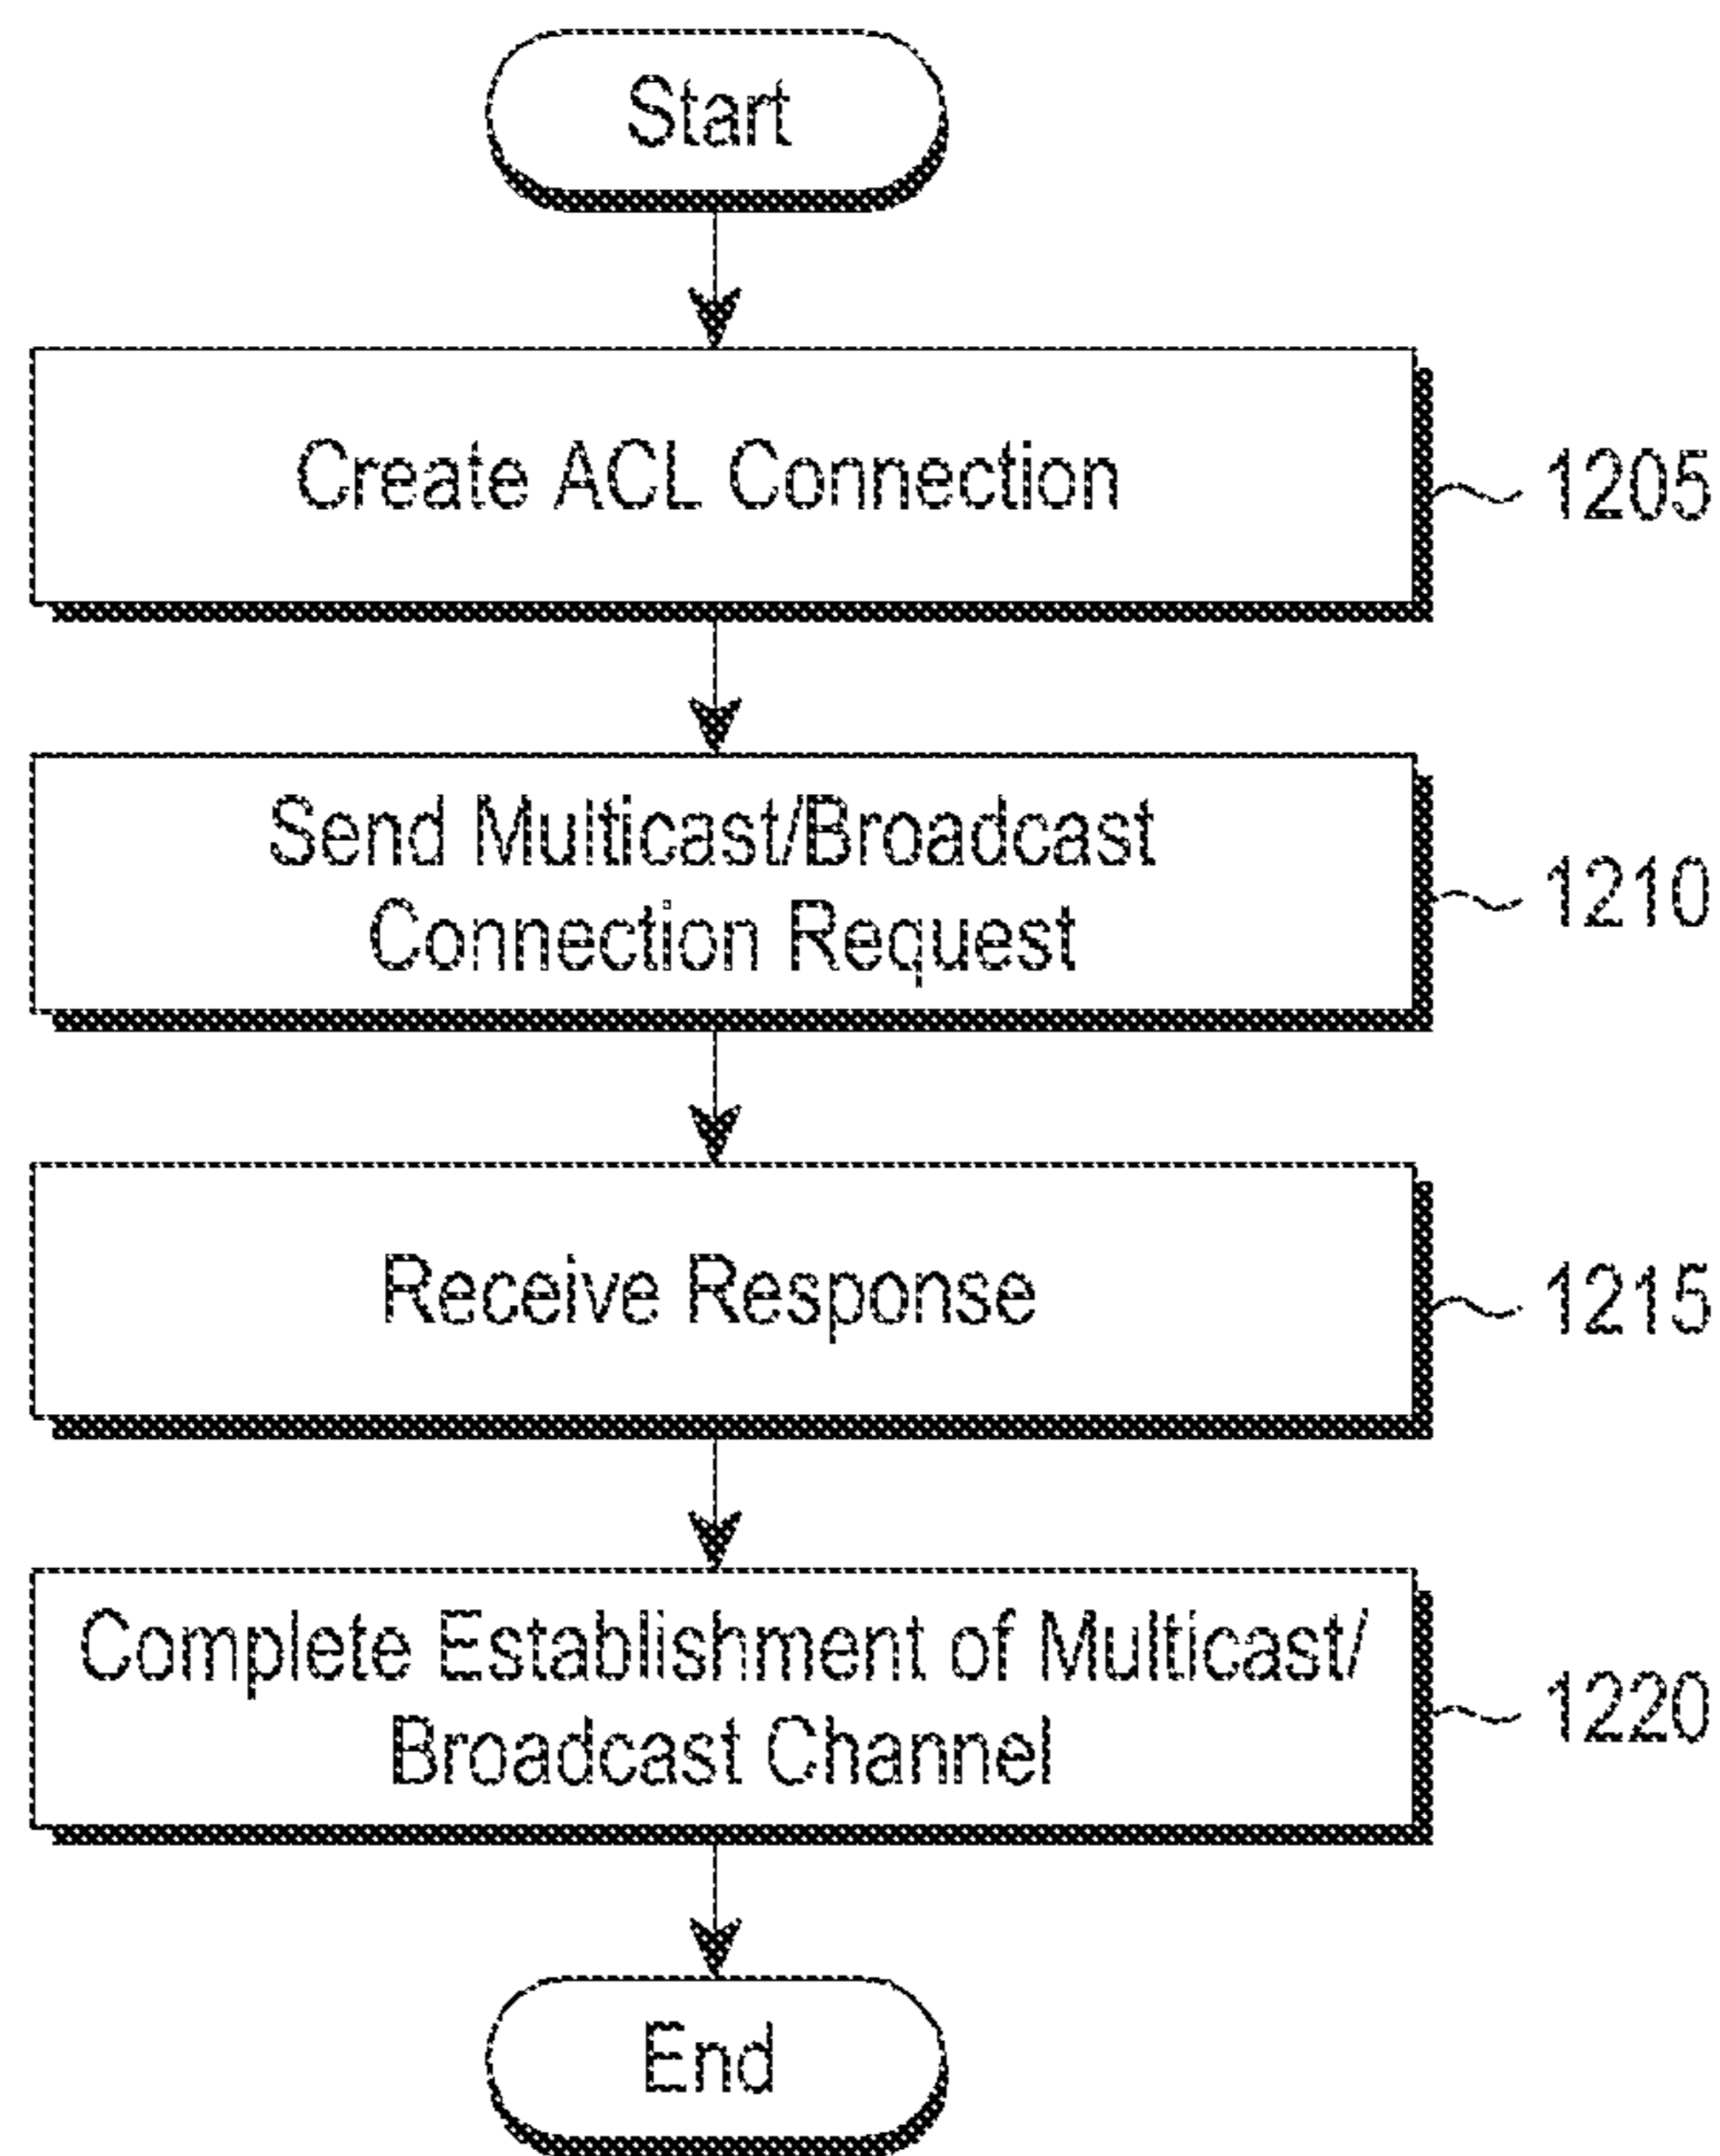 Start
Create ACL Connection
1205
Send Multicast/Broadcast
Connection Request
1210
Receive Response
1215
Complete Establishment of Multicast/
Broadcast Channel
1220
End